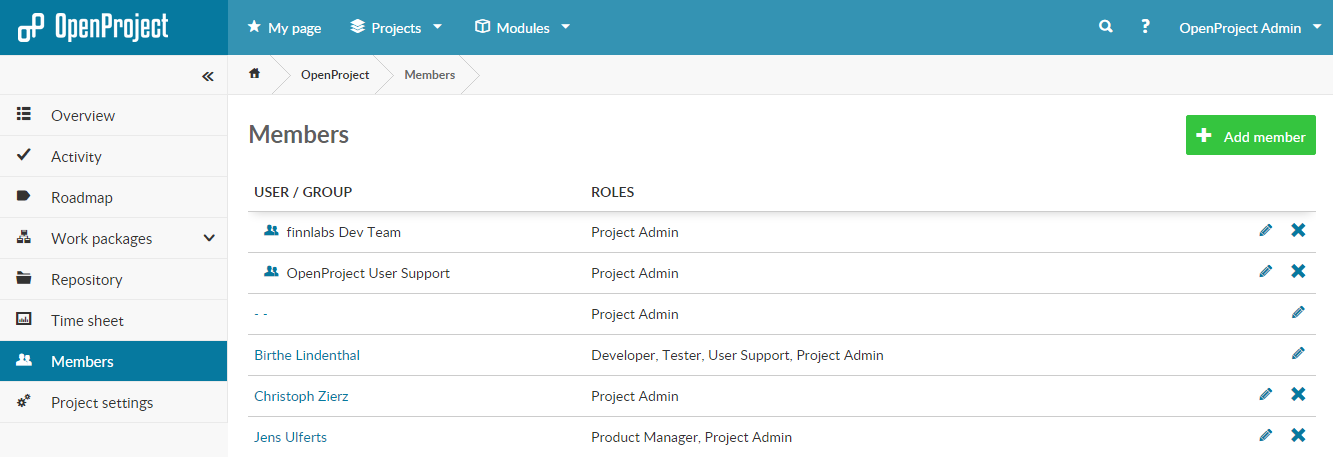 OpenProject My page Projects Modules ? OpenProject Admin
« OpenProject Members
Overview
Activity
Roadmap
Work packages
Repository
Time sheet
Members
Project settings
Members + Add member
USER / GROUP ROLES
finnlabs Dev Team Project Admin
OpenProject User Support Project Admin
- - Project Admin
Birthe Lindenthal Developer, Tester, User Support, Project Admin
Christoph Zierz Project Admin
Jens Ulferts Product Manager, Project Admin